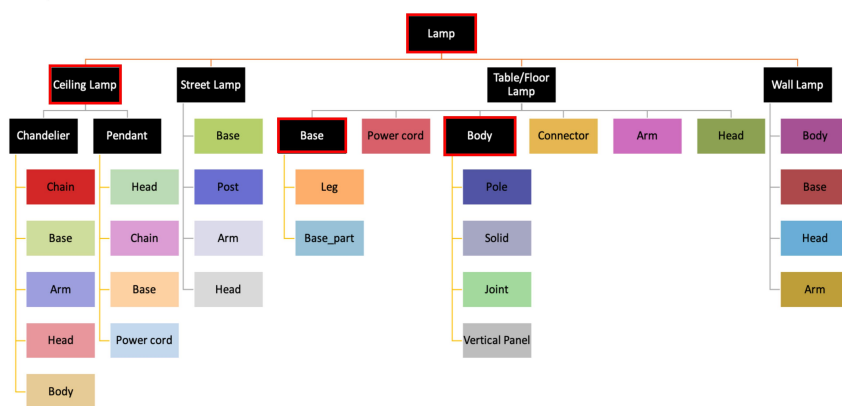 Lamp
Ceiling Lamp
Street Lamp
Table/Floor
Lamp
Wall Lamp
Chandelier
Pendant
Base
Base
Power cord
Body
Connector
Arm
Head
Body
Chain
Head
Post
Leg
Pole
Base
Base
Chain
Arm
Base_part
Solid
Head
Arm
Base
Head
Joint
Arm
Head
Power cord
Vertical Panel
Body